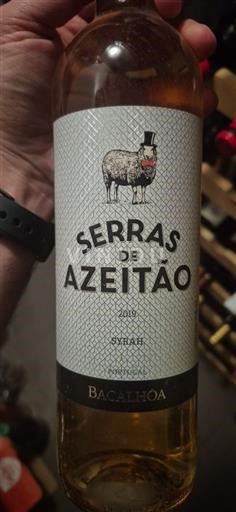 SERRAS
DE
AZEITÃO
2019
SYRAH
PORTUGAL
BACALHÔA